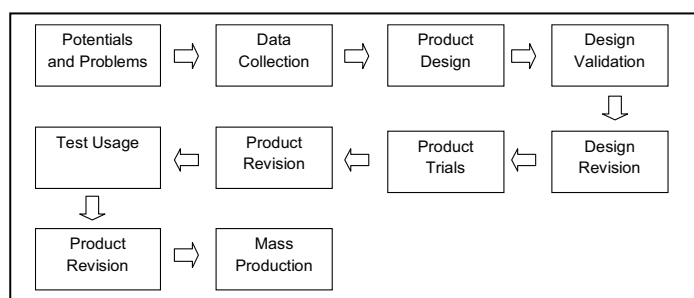 Potentials
and Problems
Data
Collection
Product
Design
Design
Validation
Design
Revision
Product
Trials
Product
Revision
Test Usage
Product
Revision
Mass
Production